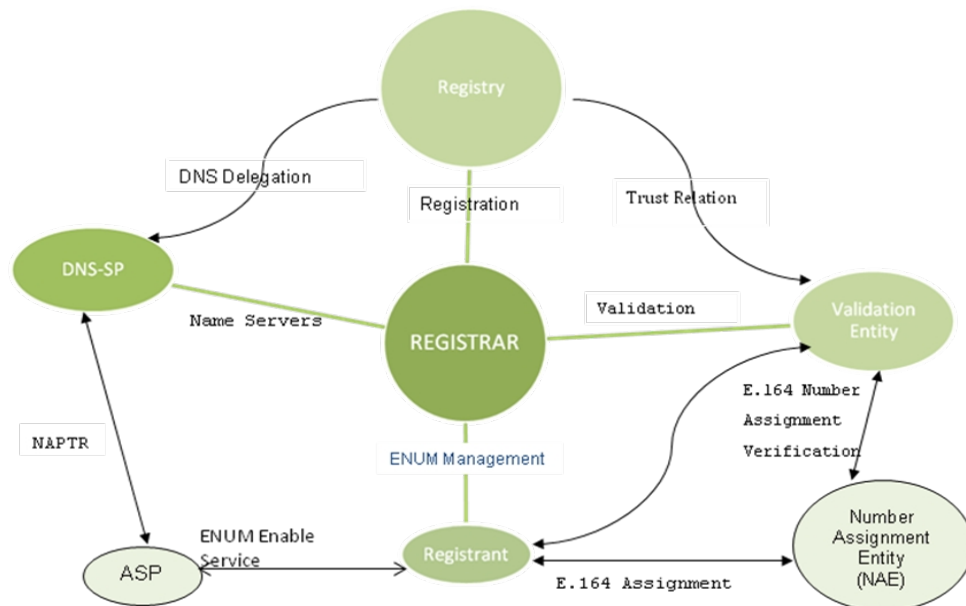 Registry
DNS Delegation
Registration
Trust Relation
DNS-SP
Name Servers
REGISTRAR
Validation
Validation
Entity
E.164 Number
Assignment
Verification
NAPTR
ENUM Management
ENUM Enable
Service
ASP
Registrant
E.164 Assignment
Number
Assignment
Entity
(NAE)